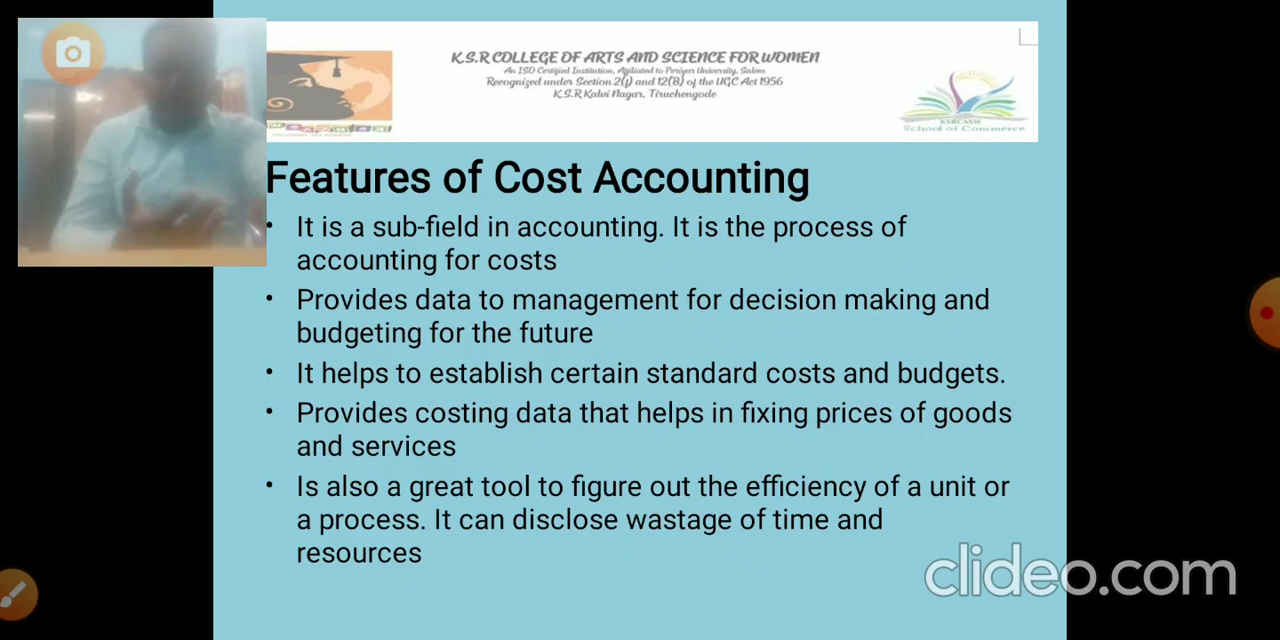 K.S.R COLLEGE OF ARTS AND SCIENCE FOR WOMEN
An ISO Certified Institution, Affiliated to Periyar University, Salem
Recognized under Section 2(f) and 12(B) of the UGC Act 1956
K.S.R Kalvi Nagar, Tiruchengode
KSRCASW
School of Commerce
Features of Cost Accounting
• It is a sub-field in accounting. It is the process of
accounting for costs
• Provides data to management for decision making and
budgeting for the future
• It helps to establish certain standard costs and budgets.
• Provides costing data that helps in fixing prices of goods
and services
• Is also a great tool to figure out the efficiency of a unit or
a process. It can disclose wastage of time and
resources
clideo.com